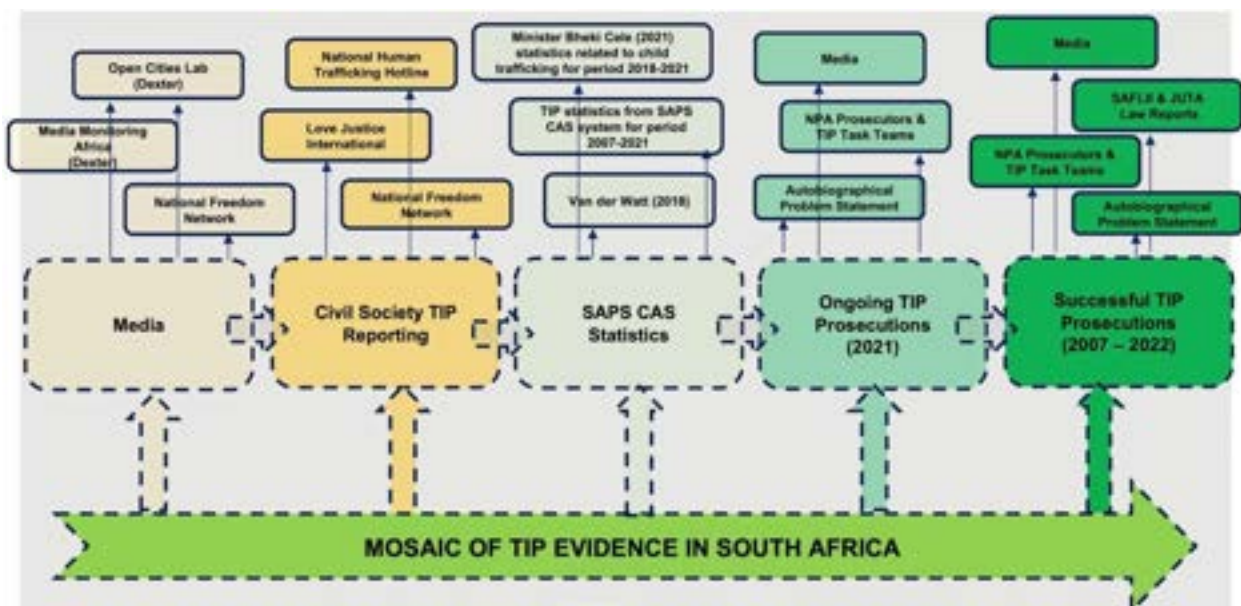 Open Cities Lab
(Dexter)
Media Monitoring
Africa
(Dexter)
National Freedom
Network
National Human
Trafficking Hotline
Love Justice
International
National Freedom
Network
Minister Bheki Cele (2021)
statistics related to child
trafficking for period 2018-2021
TIP statistics from SAPS
CAS system for period
2007-2021
Van der Watt (2018)
Media
NPA Prosecutors &
TIP Task Teams
Autobiographical
Problem Statement
Media
SAFLII & JUTA
Law Reports
NPA Prosecutors &
TIP Task Teams
Autobiographical
Problem Statement
Media
Civil Society TIP
Reporting
SAPS CAS
Statistics
Ongoing TIP
Prosecutions
(2021)
Successful TIP
Prosecutions
(2007 – 2022)
MOSAIC OF TIP EVIDENCE IN SOUTH AFRICA